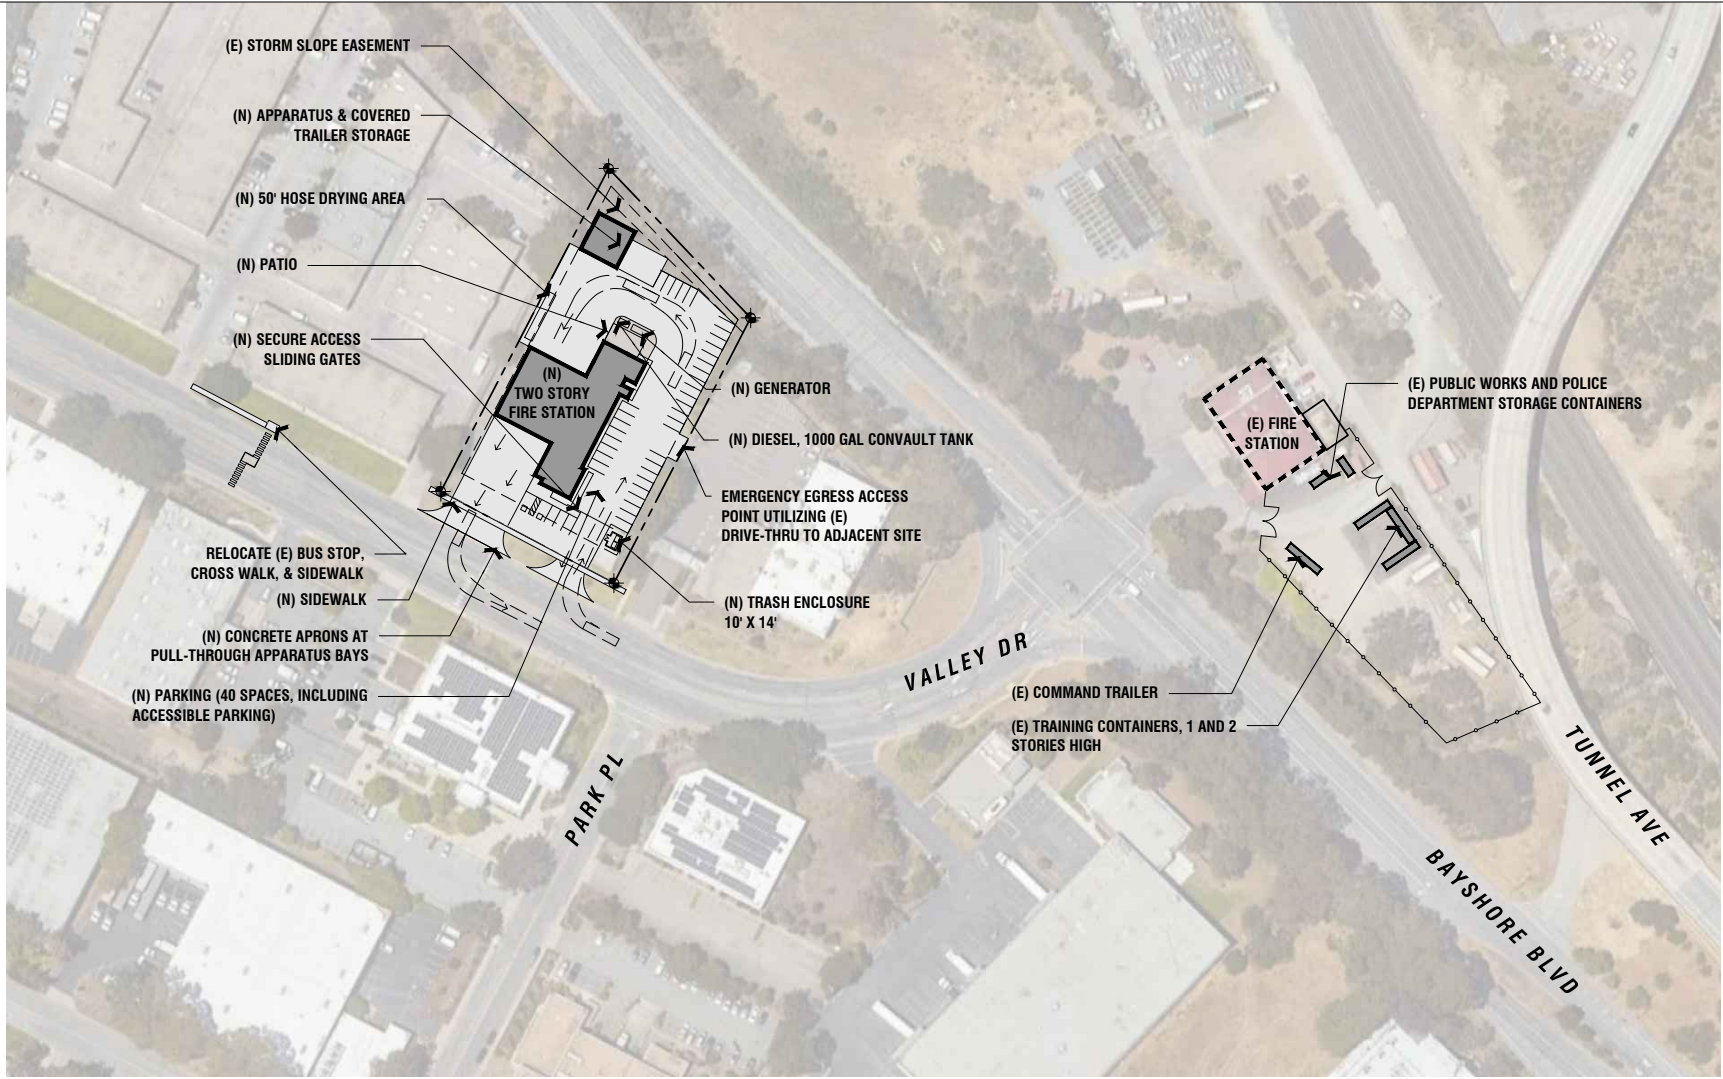 (E) STORM SLOPE EASEMENT
(N) APPARATUS & COVERED
TRAILER STORAGE
(N) 50' HOSE DRYING AREA
(N) PATIO
(N) SECURE ACCESS
SLIDING GATES
(N)
TWO STORY
FIRE STATION
(N) GENERATOR
(N) DIESEL, 1000 GAL CONVAULT TANK
EMERGENCY EGRESS ACCESS
POINT UTILIZING (E)
DRIVE-THRU TO ADJACENT SITE
(N) TRASH ENCLOSURE
10' X 14'
RELOCATE (E) BUS STOP,
CROSS WALK, & SIDEWALK
(N) SIDEWALK
(N) CONCRETE APRONS AT
PULL-THROUGH APPARATUS BAYS
(N) PARKING (40 SPACES, INCLUDING
ACCESSIBLE PARKING)
(E) FIRE
STATION
(E) PUBLIC WORKS AND POLICE
DEPARTMENT STORAGE CONTAINERS
(E) COMMAND TRAILER
(E) TRAINING CONTAINERS, 1 AND 2
STORIES HIGH
VALLEY DR
PARK PL
TUNNEL AVE
BAYSHORE BLVD